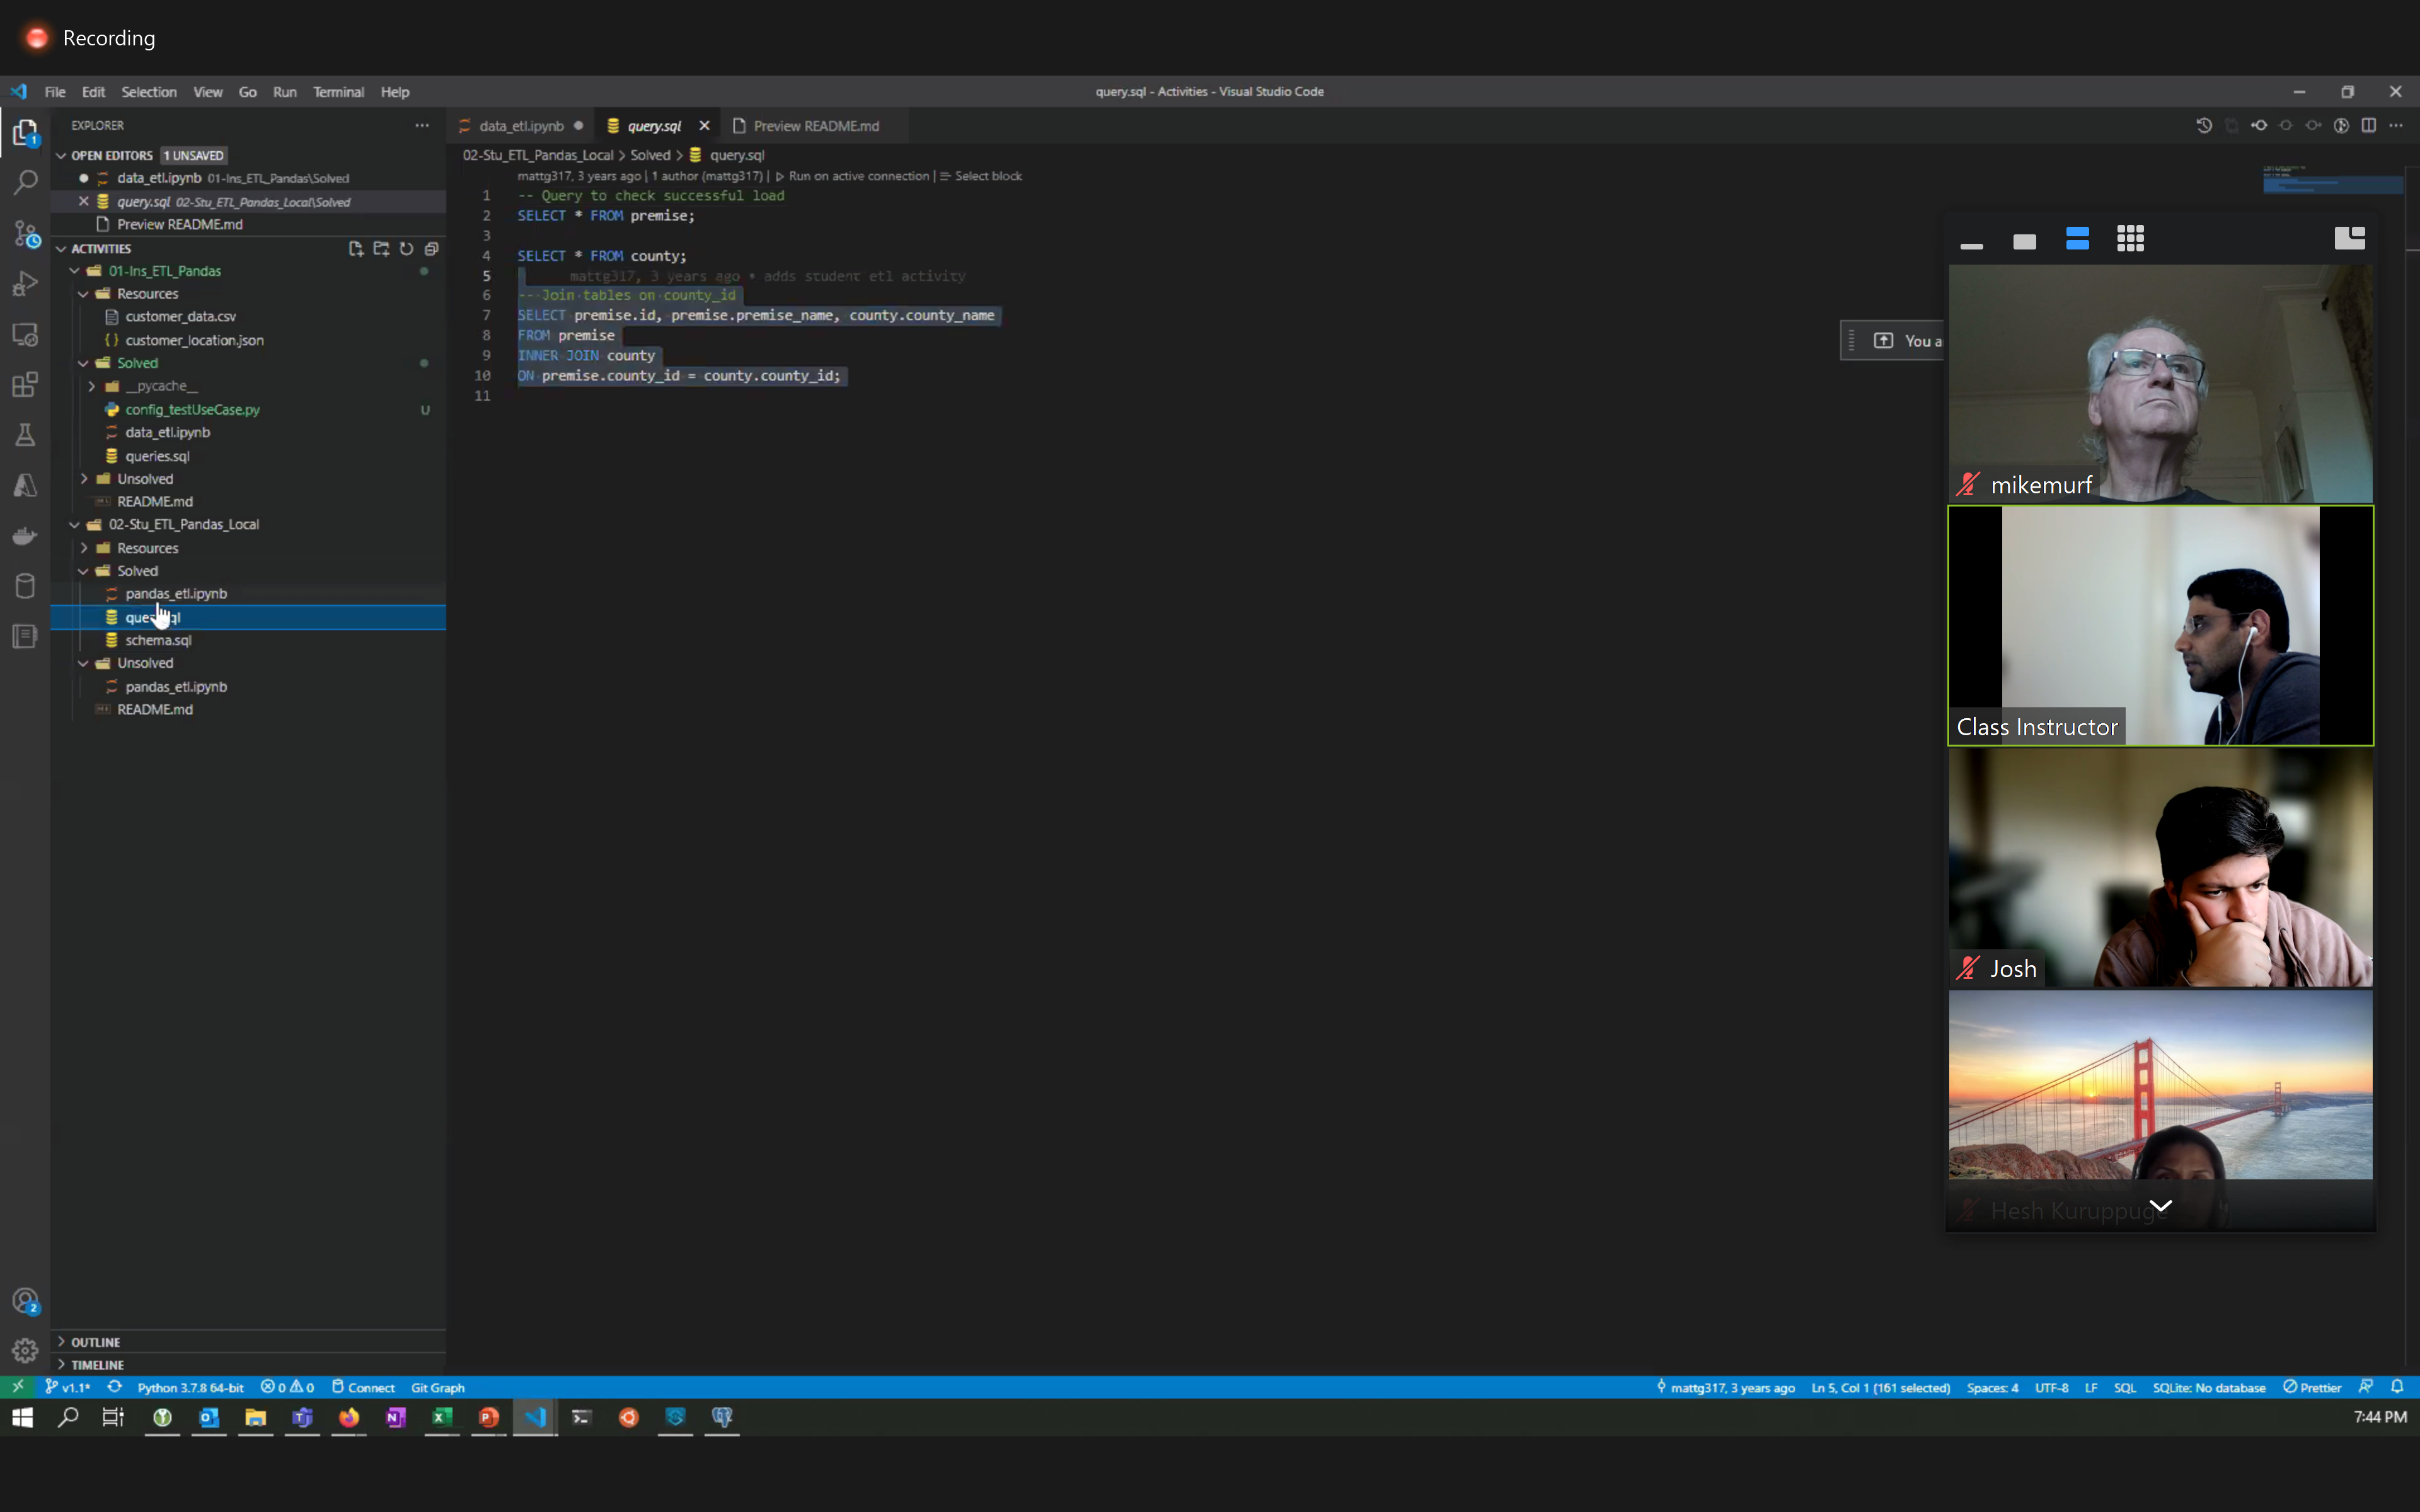 Recording
File Edit Selection View Go Run Terminal Help
query.sql - Activities - Visual Studio Code
EXPLORER
OPEN EDITORS 1 UNSAVED
data_etl.ipynb 01-Ins_ETL_Pandas\Solved
query.sql 02-Stu_ETL_Pandas_Local\Solved
Preview README.md
ACTIVITIES
01-Ins_ETL_Pandas
Resources
customer_data.csv
customer_location.json
Solved
__pycache__
config_testUseCase.py U
data_etl.ipynb
queries.sql
Unsolved
README.md
02-Stu_ETL_Pandas_Local
Resources
Solved
pandas_etl.ipynb
schema.sql
Unsolved
pandas_etl.ipynb
README.md
OUTLINE
TIMELINE
data_etl.ipynb query.sql Preview README.md
02-Stu_ETL_Pandas_Local > Solved > query.sql
mattg317, 3 years ago | 1 author (mattg317) | Run on active connection | Select block
1 -- Query to check successful load
2 SELECT * FROM premise;
3
4 SELECT * FROM county;
5 mattg317, 3 years ago • adds student etl activity
6 -- Join tables on county_id
7 SELECT premise.id, premise.premise_name, county.county_name
8 FROM premise
9 INNER JOIN county
10 ON premise.county_id = county.county_id;
11
You a
mikemurf
Class Instructor
Josh
Hesh Kuruppuge
v1.1* Python 3.7.8 64-bit 0 0 Connect Git Graph
mattg317, 3 years ago Ln 5, Col 1 (161 selected) Spaces: 4 UTF-8 LF SQL SQLite: No database Prettier
7:44 PM